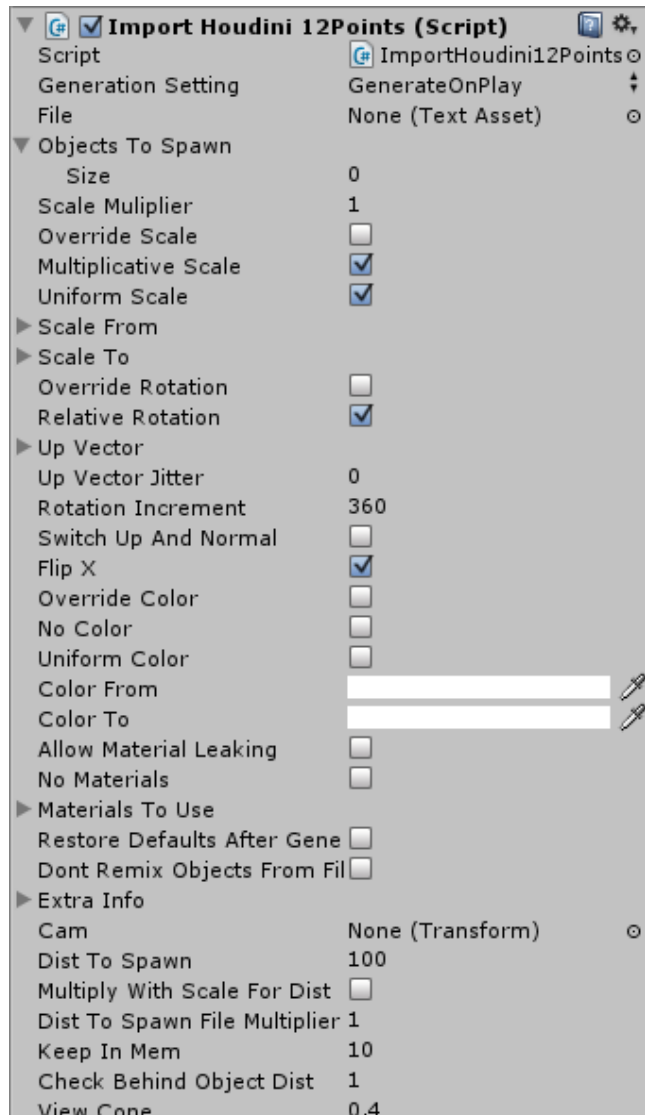 Import Houdini 12Points (Script)
Script ImportHoudini12Points
Generation Setting GenerateOnPlay
File None (Text Asset)
Objects To Spawn
Size 0
Scale Muliplier 1
Override Scale
Multiplicative Scale
Uniform Scale
Scale From
Scale To
Override Rotation
Relative Rotation
Up Vector
Up Vector Jitter 0
Rotation Increment 360
Switch Up And Normal
Flip X
Override Color
No Color
Uniform Color
Color From
Color To
Allow Material Leaking
No Materials
Materials To Use
Restore Defaults After Gene
Dont Remix Objects From Fil
Extra Info
Cam None (Transform)
Dist To Spawn 100
Multiply With Scale For Dist
Dist To Spawn File Multiplier 1
Keep In Mem 10
Check Behind Object Dist 1
View Cone 0.4